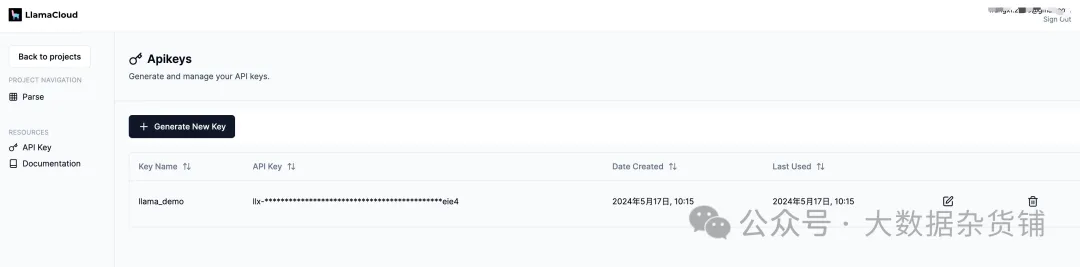 LlamaCloud
Sign Out
Back to projects
PROJECT NAVIGATION
Parse
RESOURCES
API Key
Documentation
Apikeys
Generate and manage your API keys.
Generate New Key
Key Name API Key Date Created Last Used
llama_demo llx-********************************************eie4 2024年5月17日, 10:15 2024年5月17日, 10:15
公众号 · 大数据杂货铺